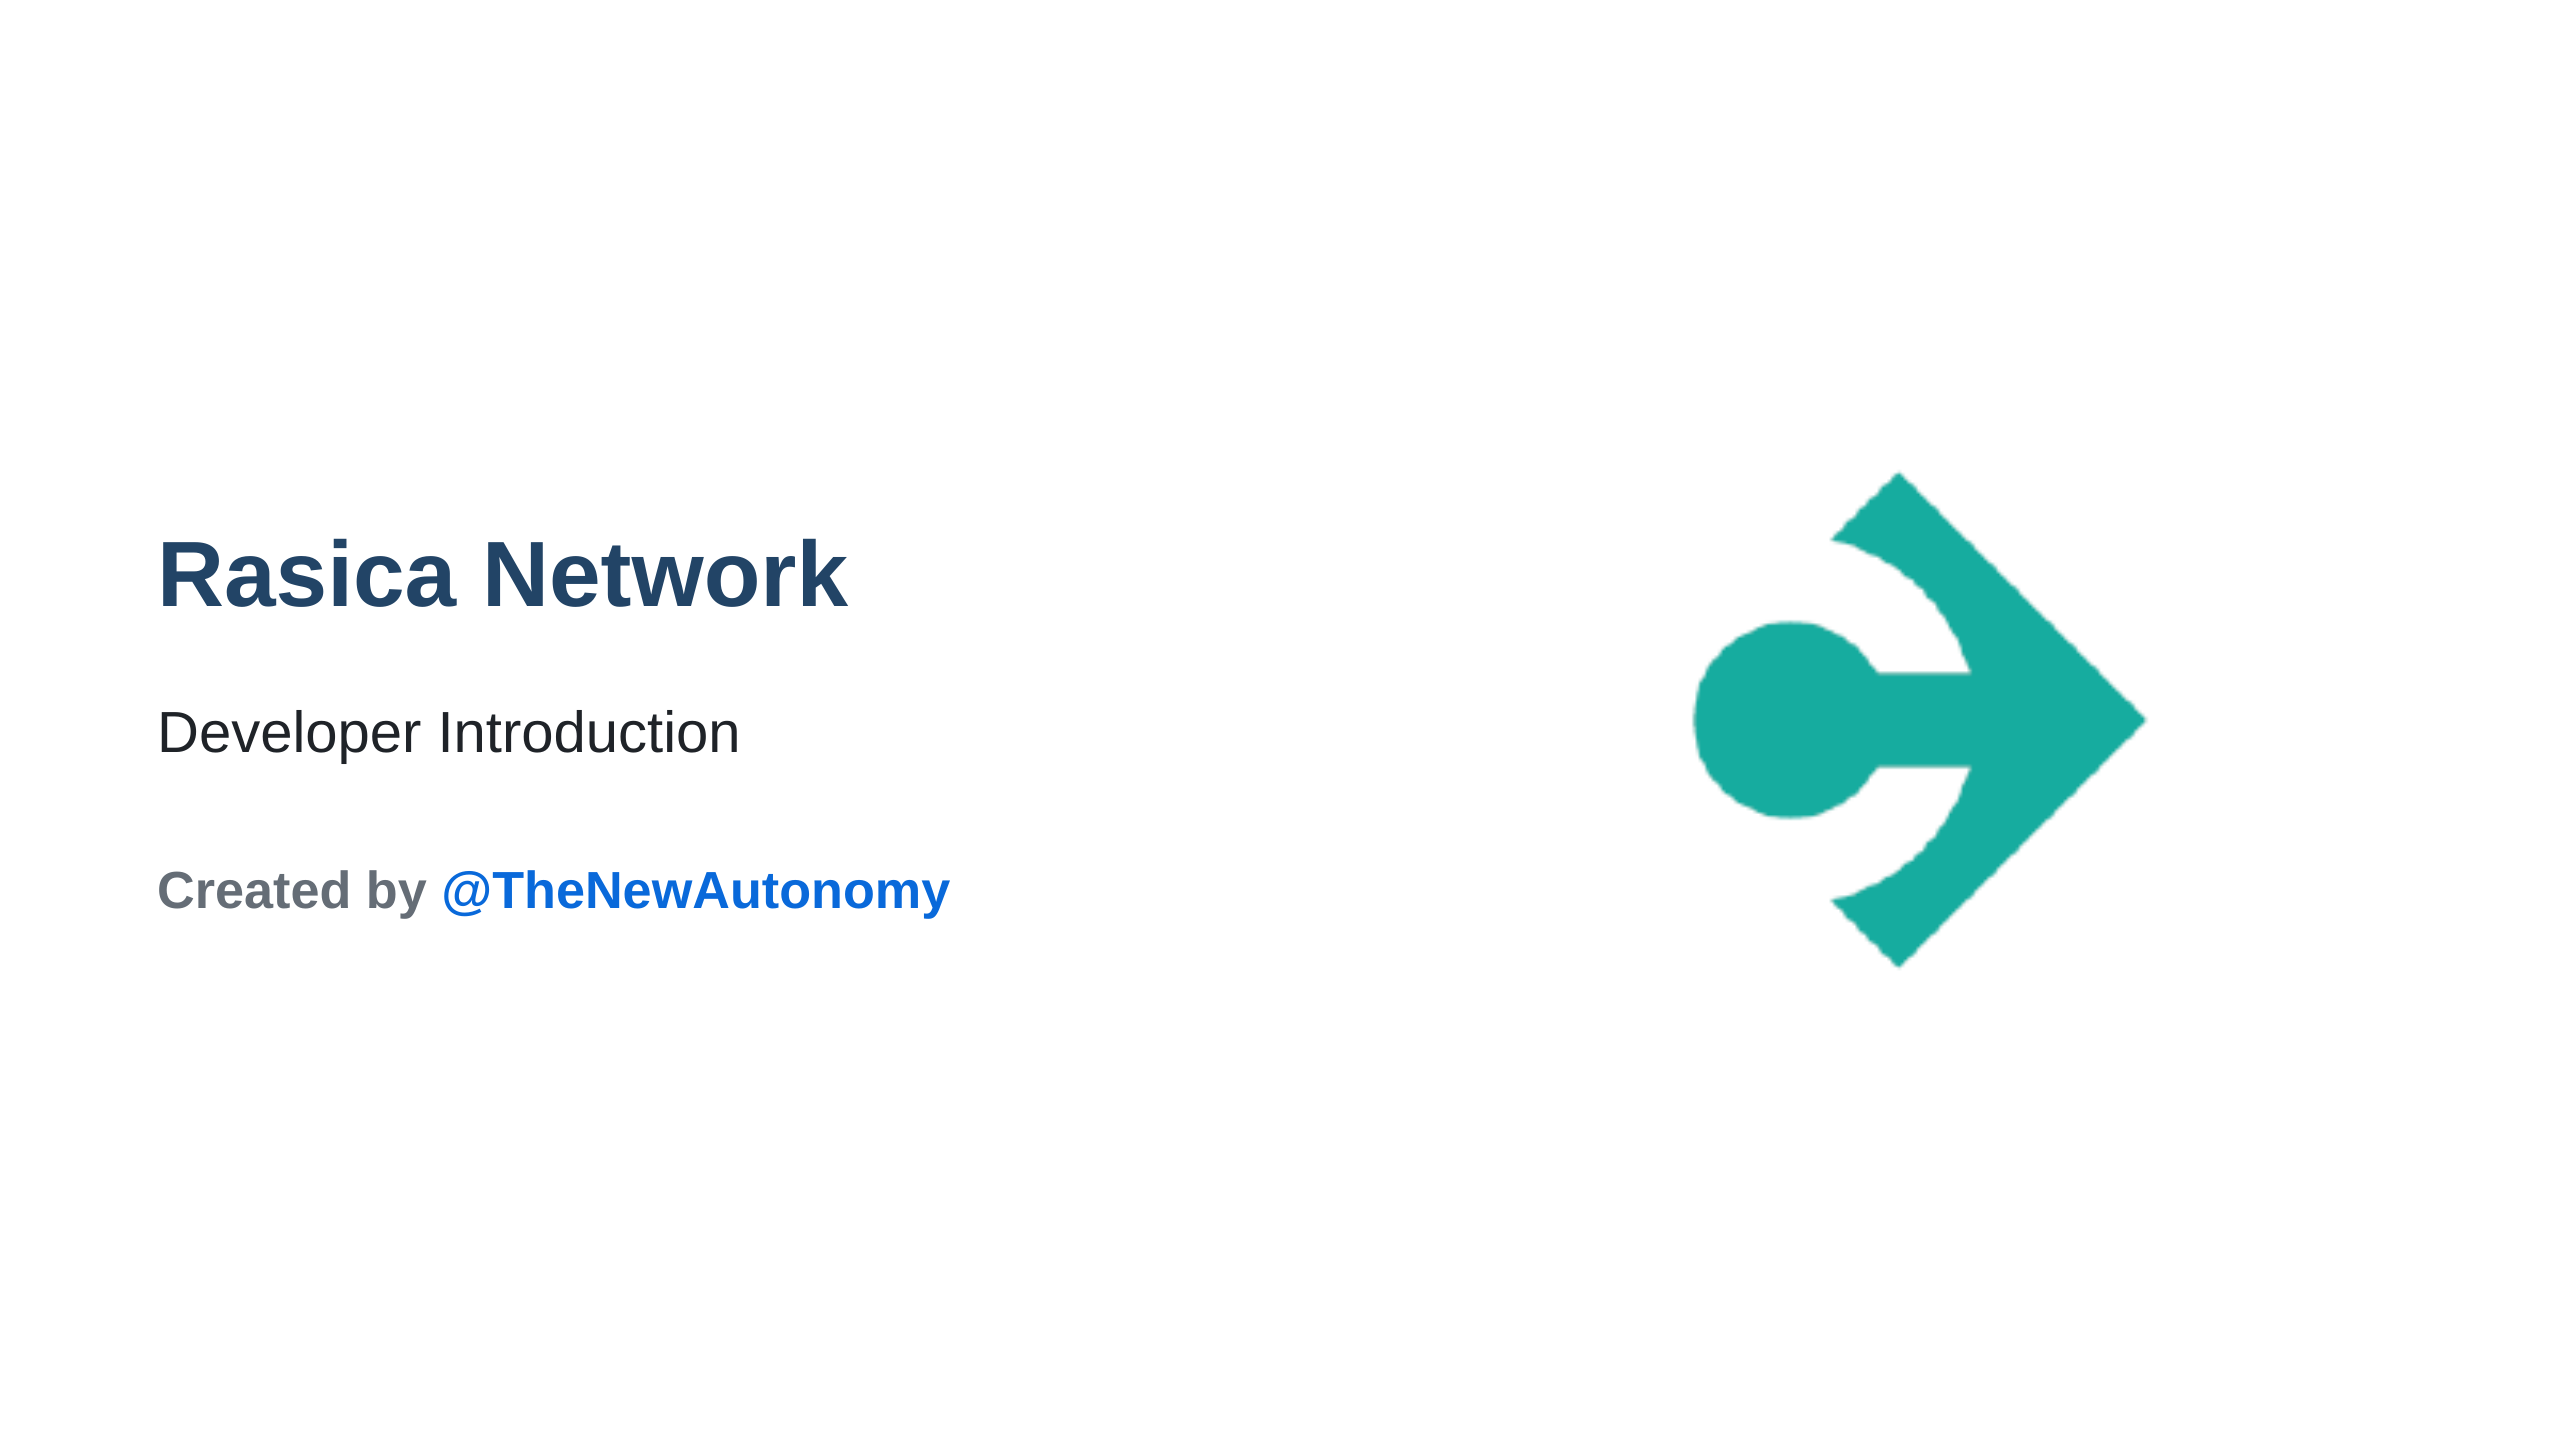 Rasica Network
Developer Introduction
Created by @TheNewAutonomy